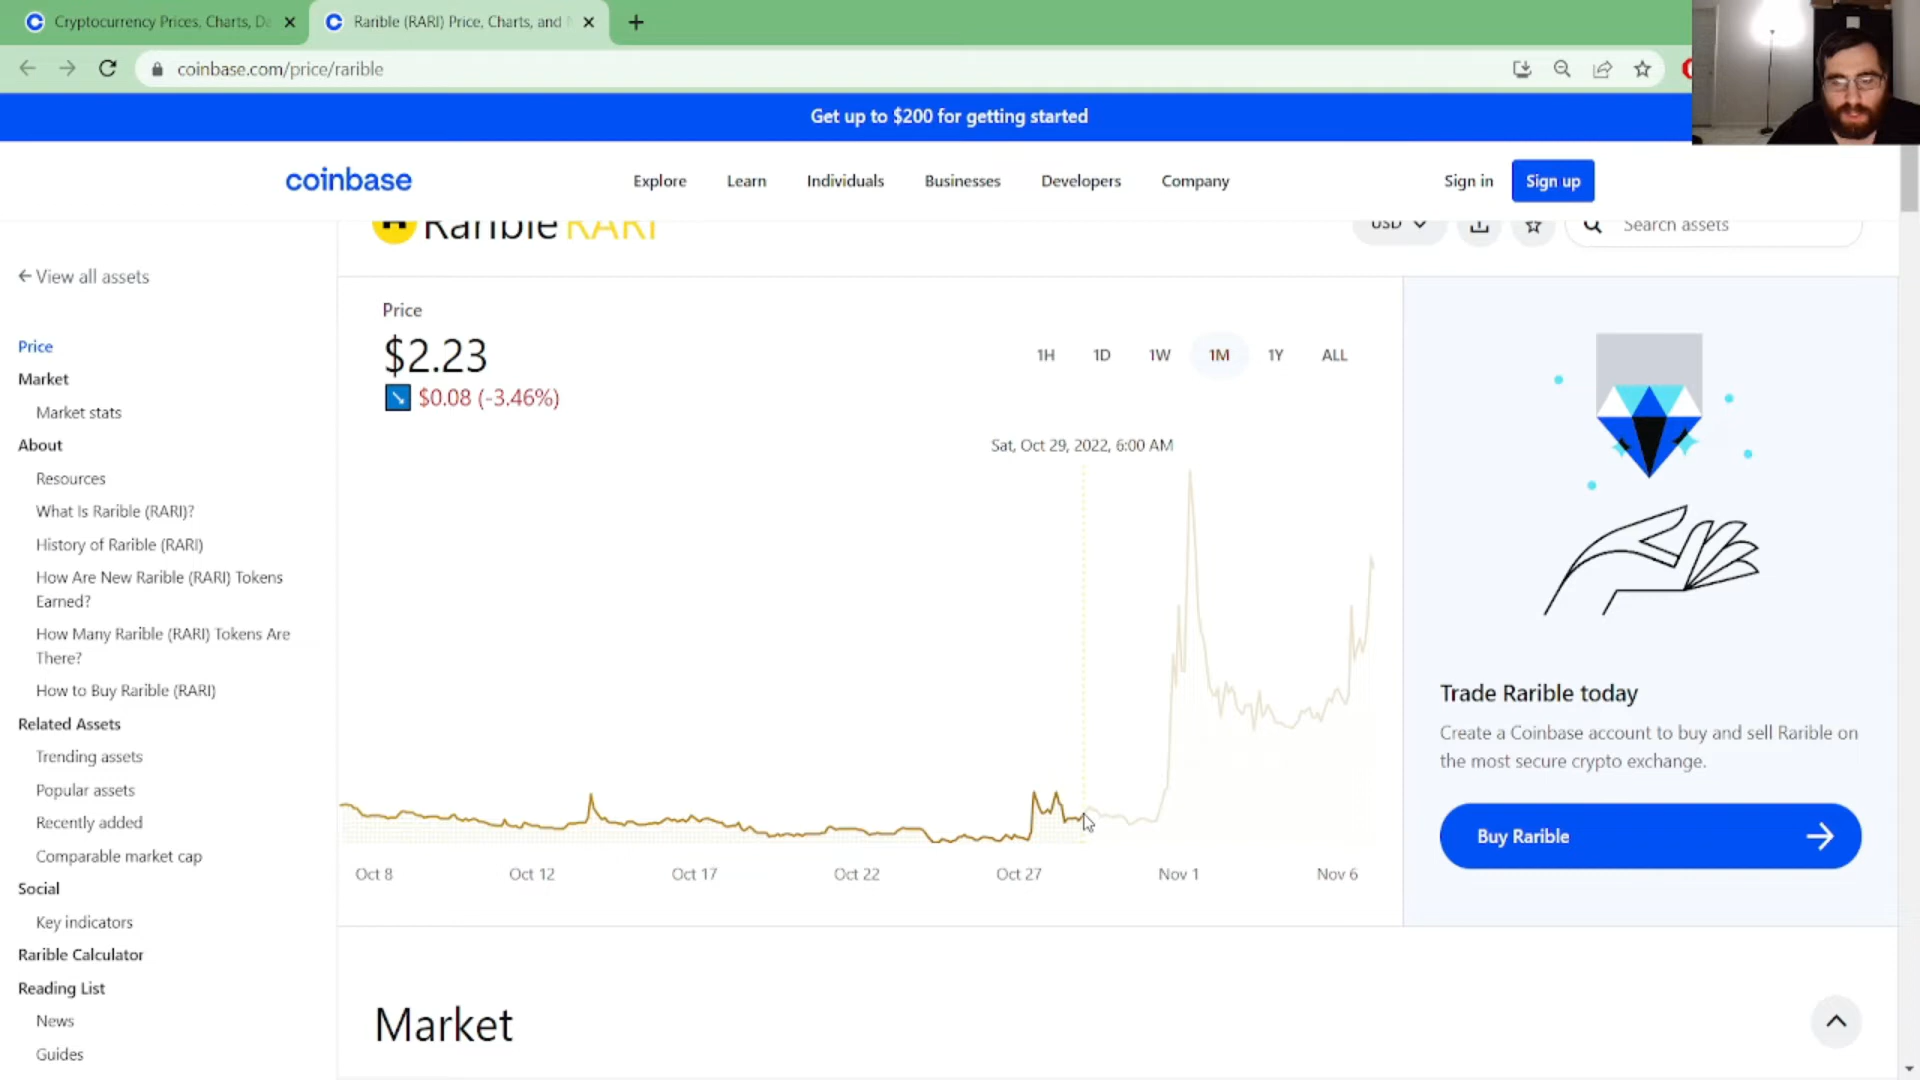 Cryptocurrency Prices, Charts, Da
Rarible (RARI) Price, Charts, and
coinbase.com/price/rarible
Get up to $200 for getting started
coinbase
Explore
Learn
Individuals
Businesses
Developers
Company
Sign in
Sign up
Rarible RARI
USD
Search assets
View all assets
Price
Market
Market stats
About
Resources
What Is Rarible (RARI)?
History of Rarible (RARI)
How Are New Rarible (RARI) Tokens
Earned?
How Many Rarible (RARI) Tokens Are
There?
How to Buy Rarible (RARI)
Related Assets
Trending assets
Popular assets
Recently added
Comparable market cap
Social
Key indicators
Rarible Calculator
Reading List
News
Guides
Price
$2.23
$0.08 (-3.46%)
1H
1D
1W
1M
1Y
ALL
Sat, Oct 29, 2022, 6:00 AM
Oct 8
Oct 12
Oct 17
Oct 22
Oct 27
Nov 1
Nov 6
Trade Rarible today
Create a Coinbase account to buy and sell Rarible on
the most secure crypto exchange.
Buy Rarible
Market